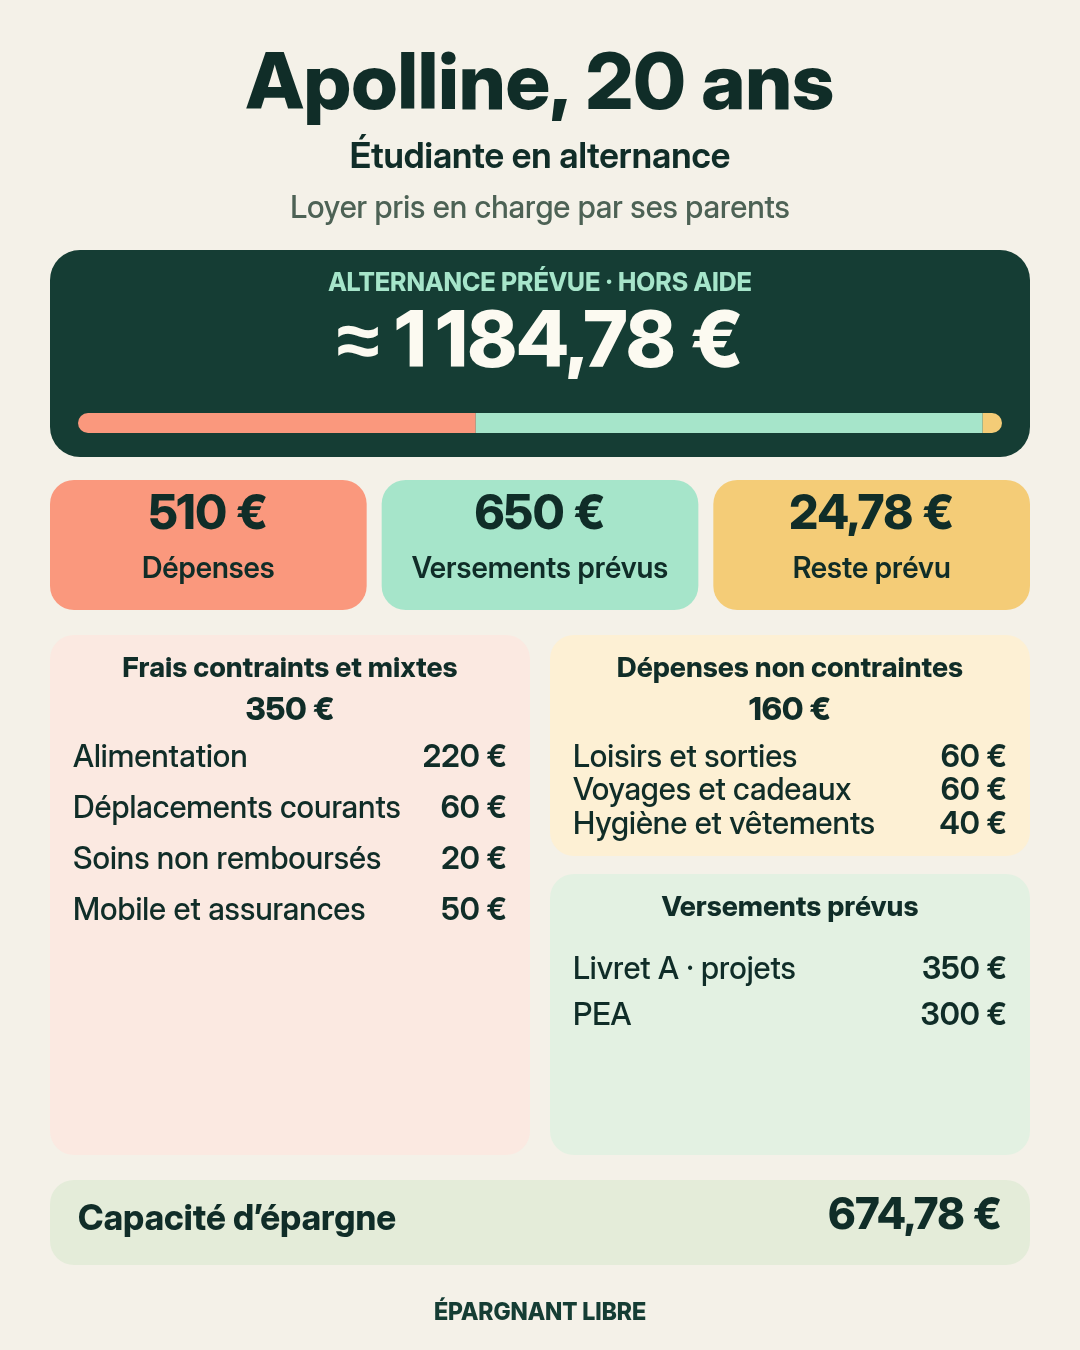 Apolline, 20 ans
Étudiante en alternance
Loyer pris en charge par ses parents
ALTERNANCE PRÉVUE · HORS AIDE
≈ 1 184,78 €
510 €
Dépenses
650 €
Versements prévus
24,78 €
Reste prévu
Frais contraints et mixtes
350 €
Alimentation 220 €
Déplacements courants 60 €
Soins non remboursés 20 €
Mobile et assurances 50 €
Dépenses non contraintes
160 €
Loisirs et sorties 60 €
Voyages et cadeaux 60 €
Hygiène et vêtements 40 €
Versements prévus
Livret A · projets 350 €
PEA 300 €
Capacité d’épargne 674,78 €
ÉPARGNANT LIBRE